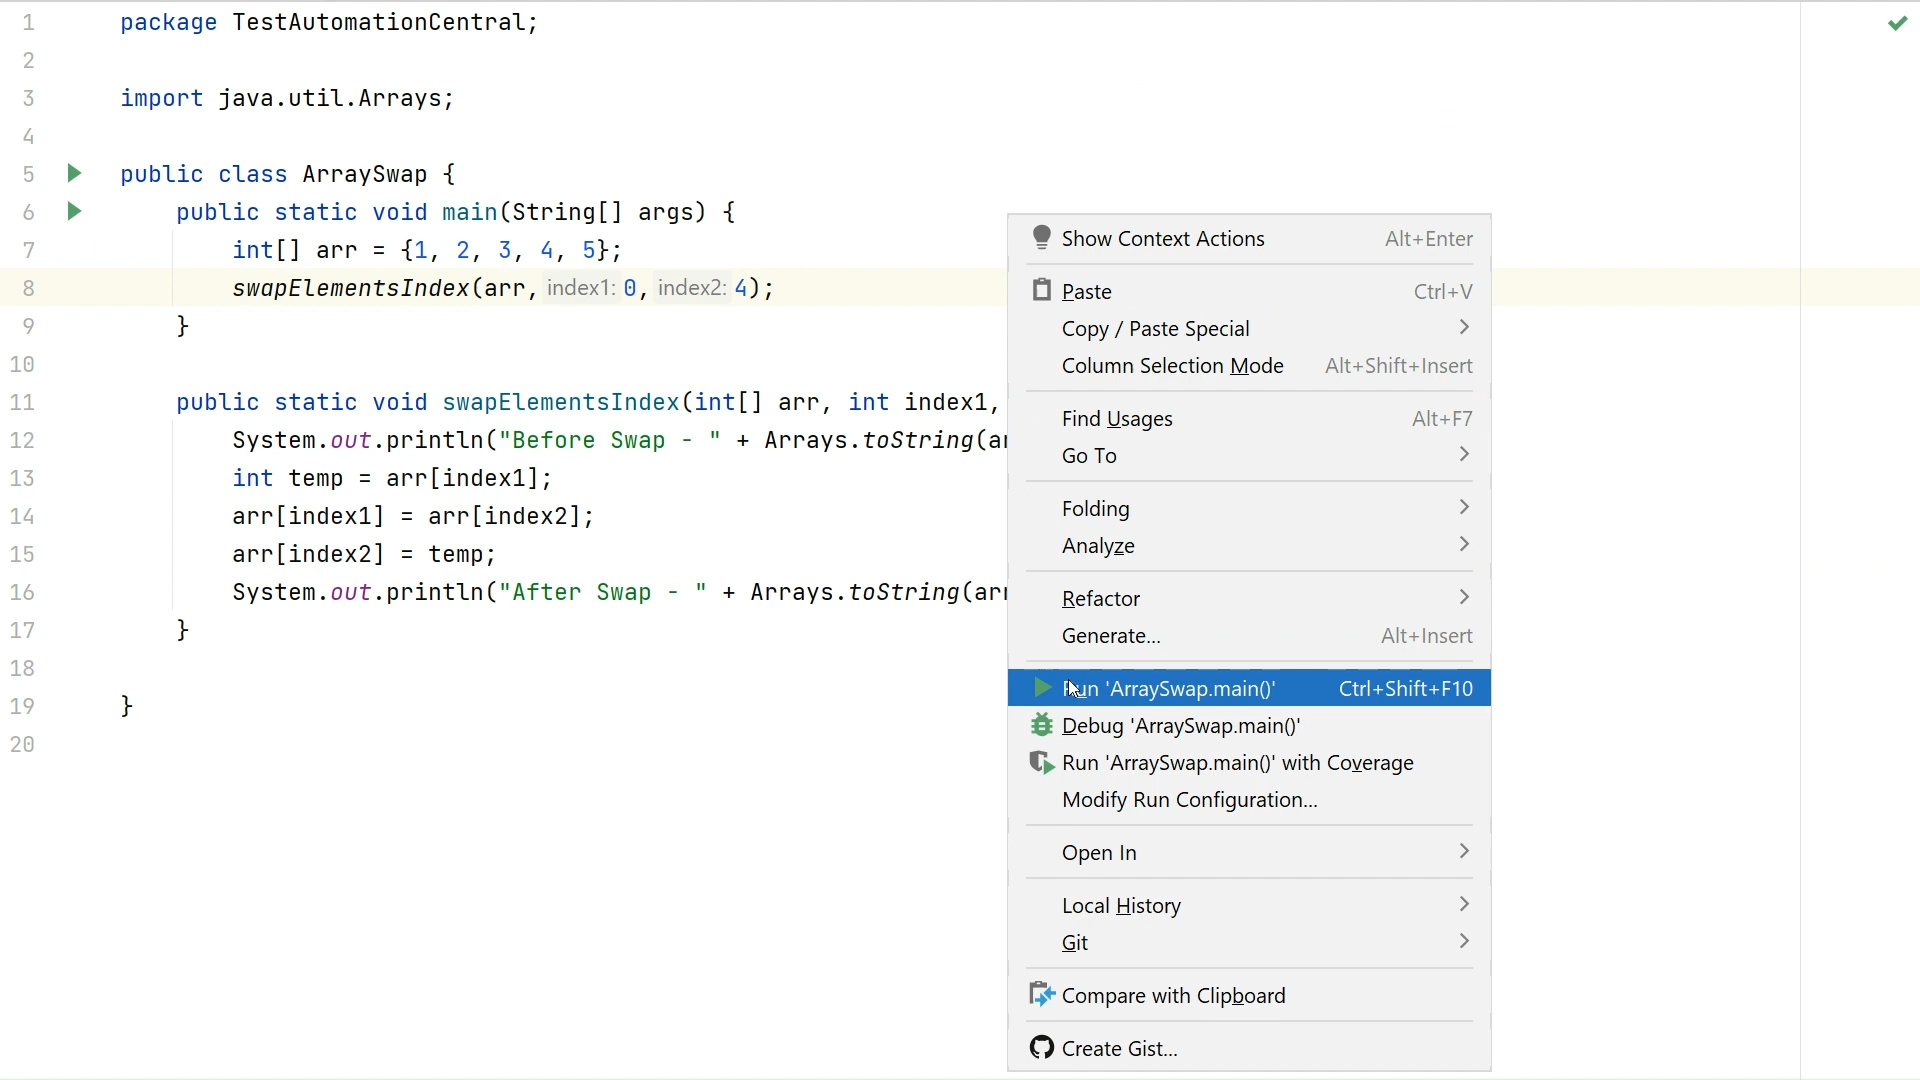 1 package TestAutomationCentral;
2
3 import java.util.Arrays;
4
5 public class ArraySwap {
6 public static void main(String[] args) {
7 int[] arr = {1, 2, 3, 4, 5};
8 swapElementsIndex(arr, index1: 0, index2: 4);
9 }
10
11 public static void swapElementsIndex(int[] arr, int index1,
12 System.out.println("Before Swap - " + Arrays.toString(ar
13 int temp = arr[index1];
14 arr[index1] = arr[index2];
15 arr[index2] = temp;
16 System.out.println("After Swap - " + Arrays.toString(arr
17 }
18
19 }
20
Show Context Actions Alt+Enter
Paste Ctrl+V
Copy / Paste Special
Column Selection Mode Alt+Shift+Insert
Find Usages Alt+F7
Go To
Folding
Analyze
Refactor
Generate... Alt+Insert
Run 'ArraySwap.main()' Ctrl+Shift+F10
Debug 'ArraySwap.main()'
Run 'ArraySwap.main()' with Coverage
Modify Run Configuration...
Open In
Local History
Git
Compare with Clipboard
Create Gist...